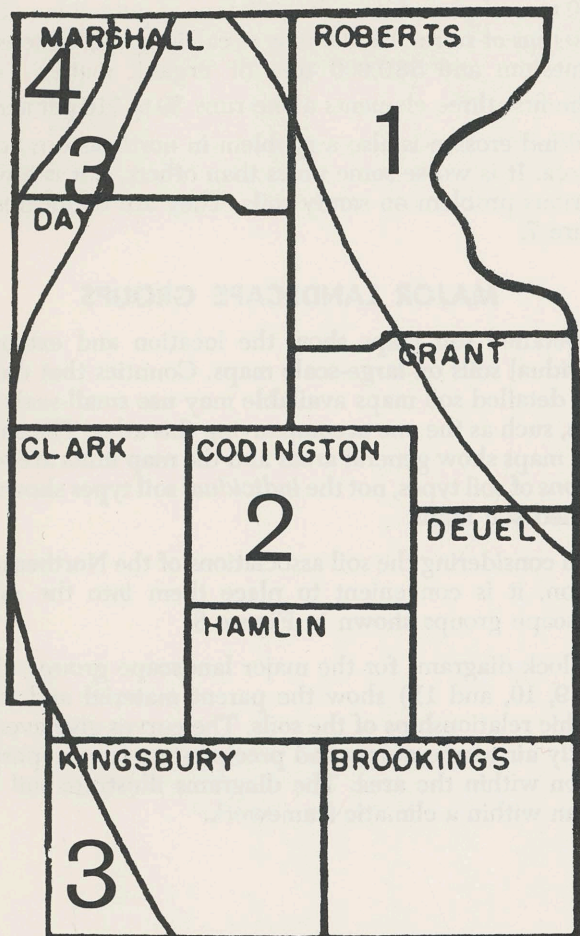 MARSHALL
ROBERTS
4
1
3
DAY
GRANT
CLARK
CODINGTON
2
DEUEL
HAMLIN
KINGSBURY
BROOKINGS
3